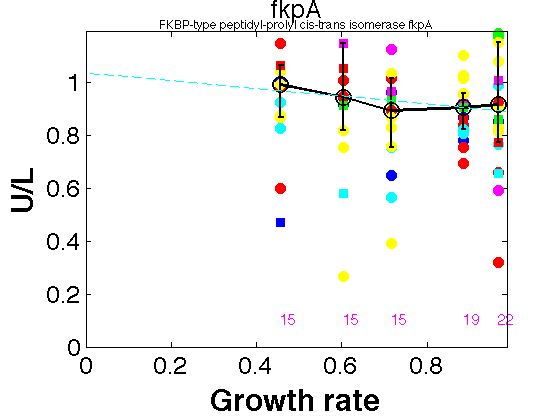 fkpA
FKBP-type peptidyl-prolyl cis-trans isomerase fkpA
1
0.8
0.6
0.4
0.2
0
U/L
15 15 15 19 22
0 0.2 0.4 0.6 0.8
Growth rate